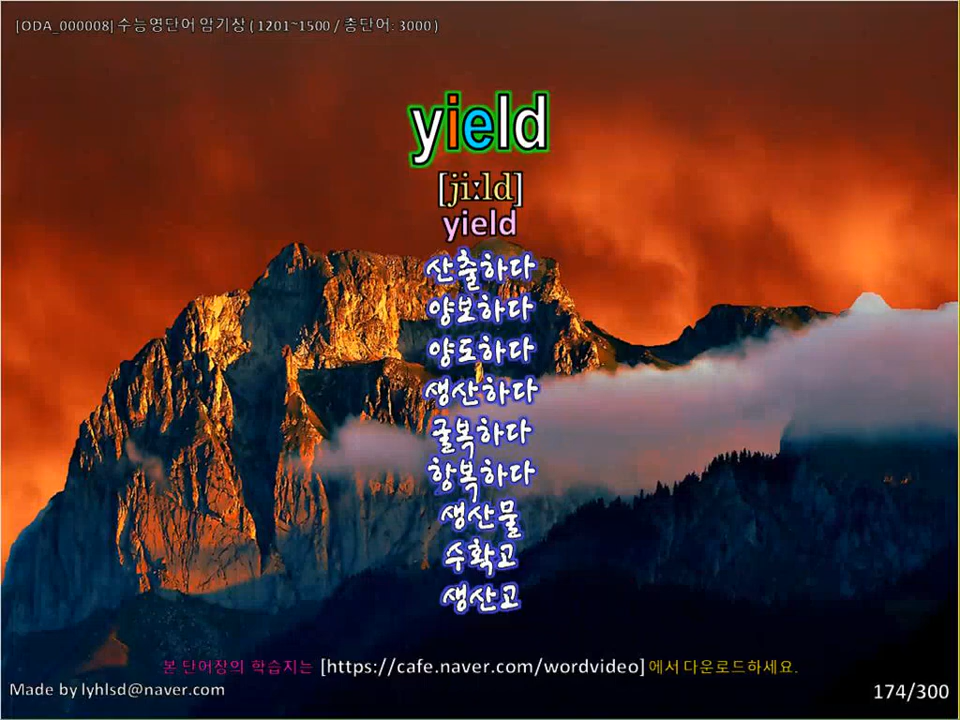 [ODA_000008] 수능영단어 암기상 ( 1201~1500 / 총단어: 3000 )
yield
[ji:ld]
yield
산출하다
양보하다
양도하다
생산하다
굴복하다
항복하다
생산물
수확고
생산고
본 단어장의 학습지는 [https://cafe.naver.com/wordvideo] 에서 다운로드하세요.
Made by lyhlsd@naver.com
174/300